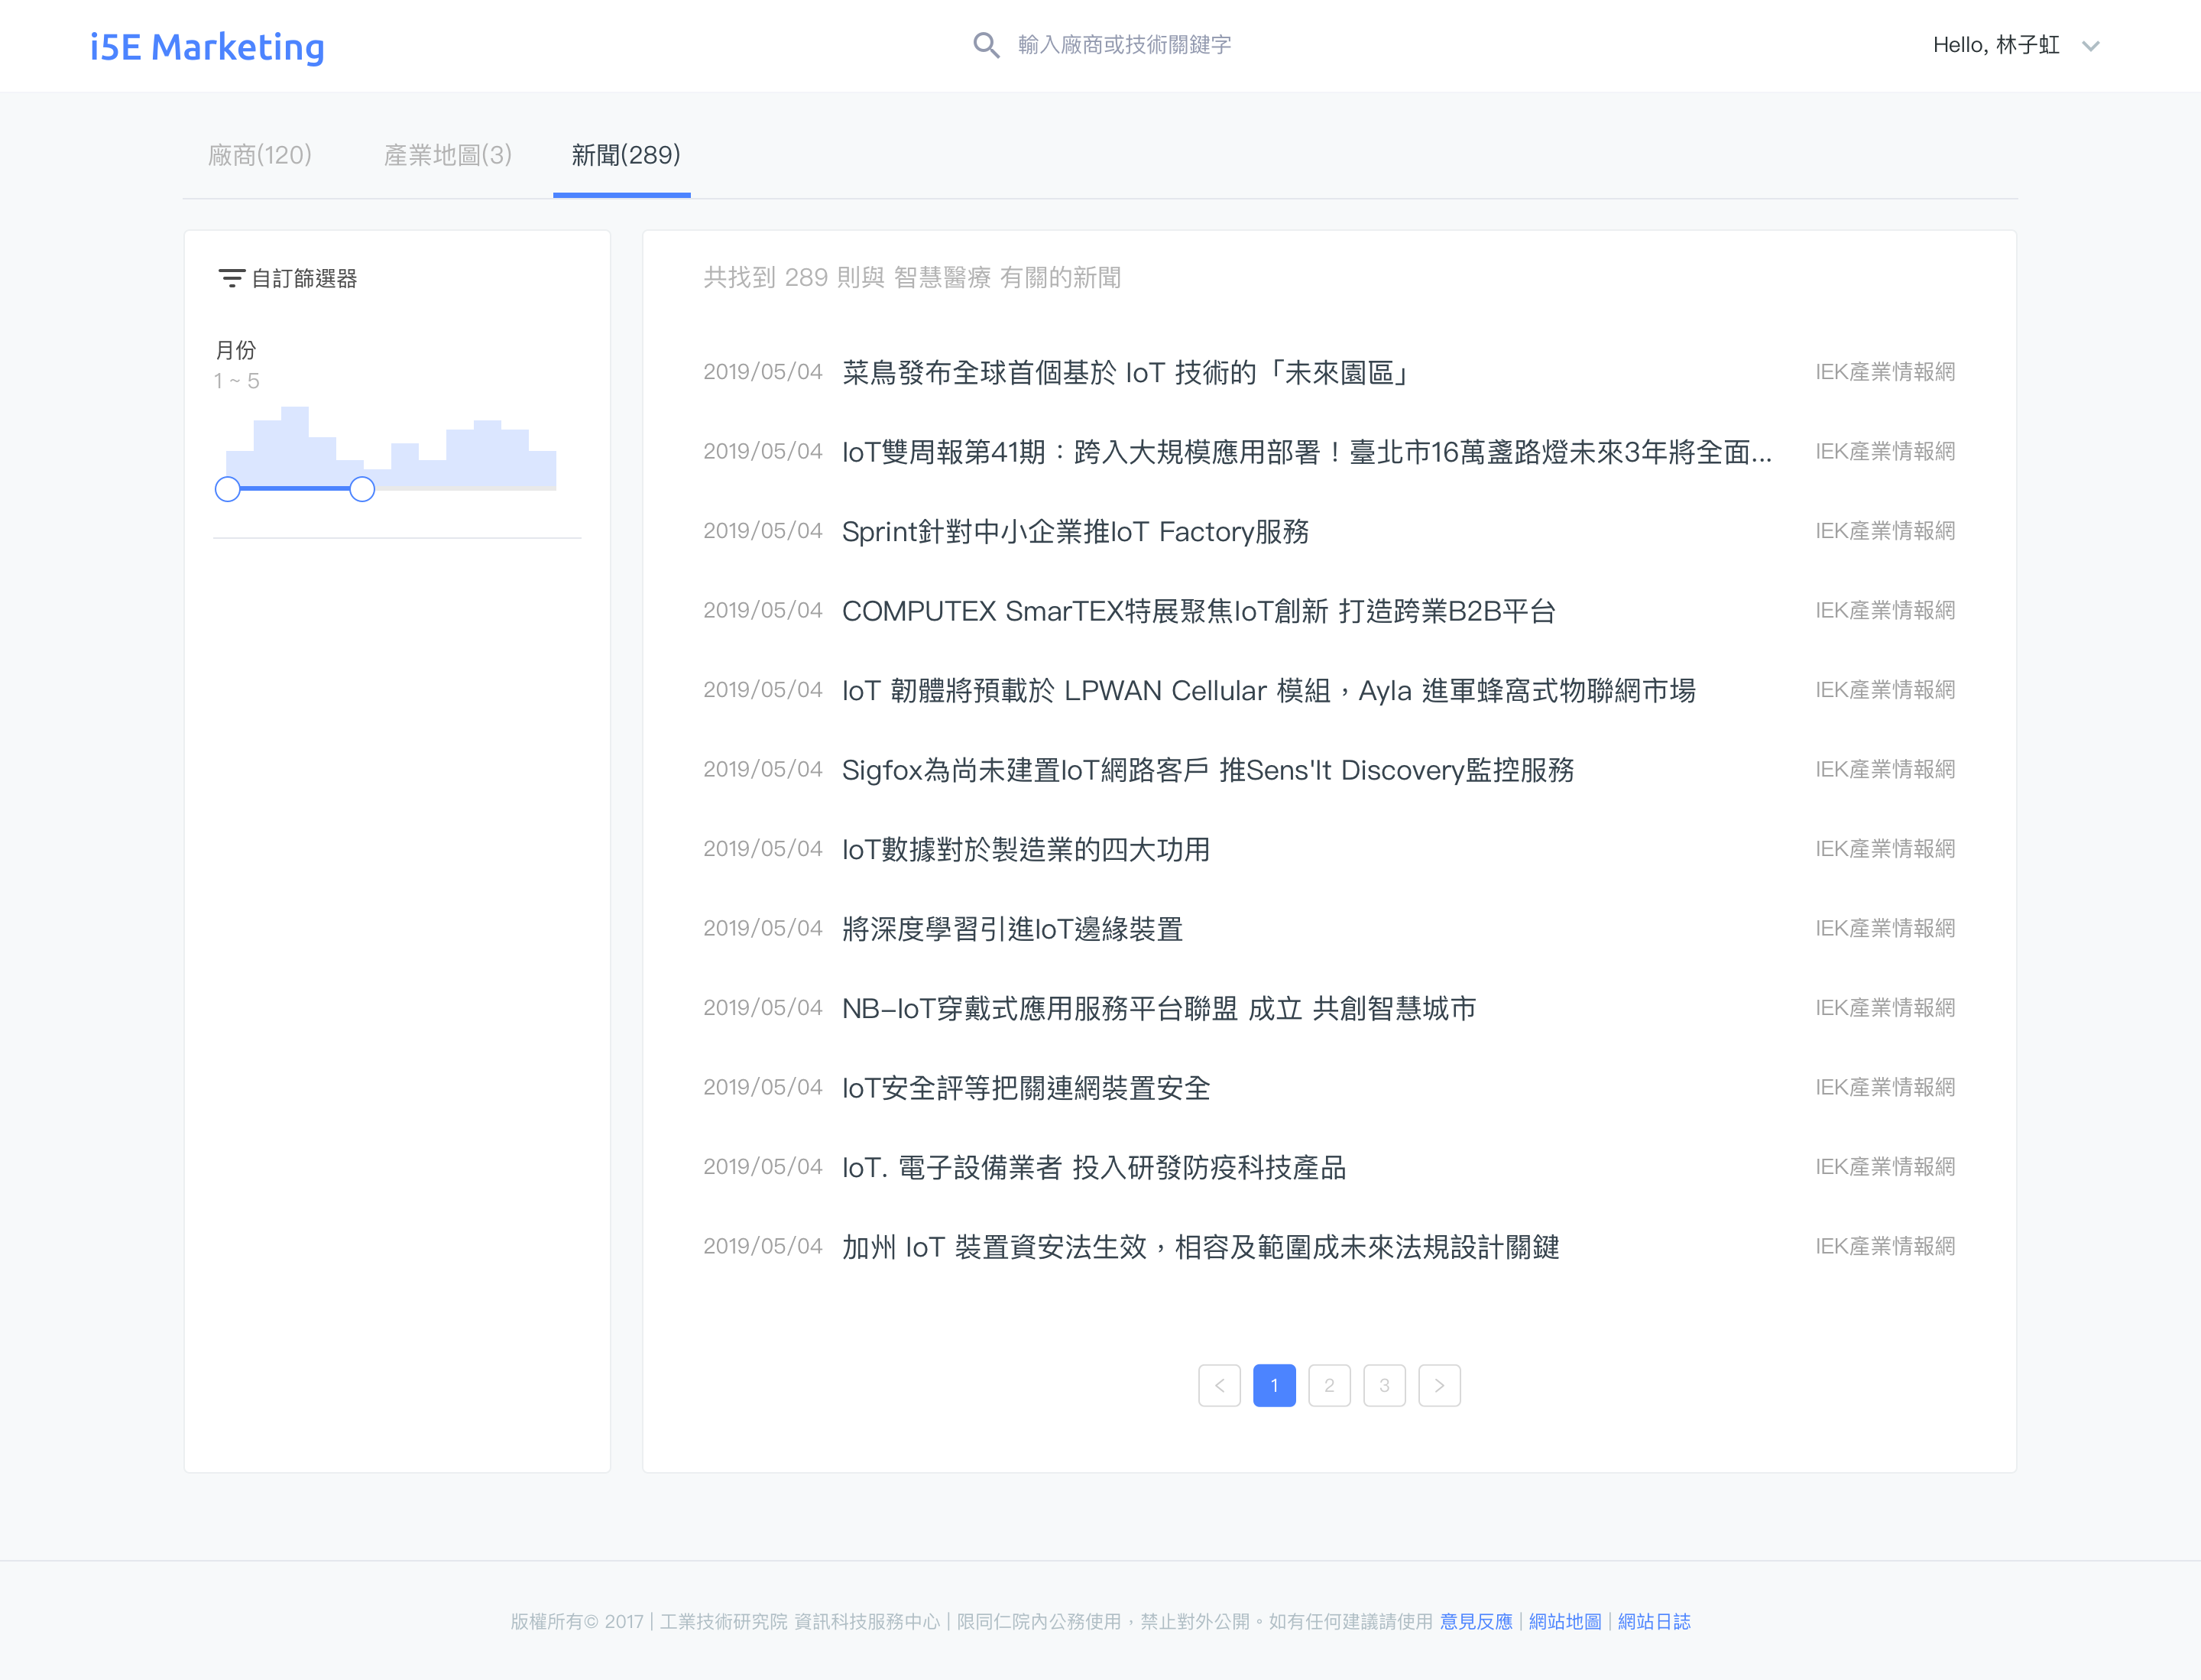 i5E Marketing
輸入廠商或技術關鍵字
Hello, 林子虹
廠商(120)
產業地圖(3)
新聞(289)
自訂篩選器
月份
1 ~ 5
共找到 289 則與 智慧醫療 有關的新聞
2019/05/04 菜鳥發布全球首個基於 IoT 技術的「未來園區」 IEK產業情報網
2019/05/04 IoT雙周報第41期：跨入大規模應用部署！臺北市16萬盞路燈未來3年將全面... IEK產業情報網
2019/05/04 Sprint針對中小企業推IoT Factory服務 IEK產業情報網
2019/05/04 COMPUTEX SmarTEX特展聚焦IoT創新 打造跨業B2B平台 IEK產業情報網
2019/05/04 IoT 韌體將預載於 LPWAN Cellular 模組，Ayla 進軍蜂窩式物聯網市場 IEK產業情報網
2019/05/04 Sigfox為尚未建置IoT網路客戶 推Sens'It Discovery監控服務 IEK產業情報網
2019/05/04 IoT數據對於製造業的四大功用 IEK產業情報網
2019/05/04 將深度學習引進IoT邊緣裝置 IEK產業情報網
2019/05/04 NB-IoT穿戴式應用服務平台聯盟 成立 共創智慧城市 IEK產業情報網
2019/05/04 IoT安全評等把關連網裝置安全 IEK產業情報網
2019/05/04 IoT. 電子設備業者 投入研發防疫科技產品 IEK產業情報網
2019/05/04 加州 IoT 裝置資安法生效，相容及範圍成未來法規設計關鍵 IEK產業情報網
< 1 2 3 >
版權所有© 2017 | 工業技術研究院 資訊科技服務中心 | 限同仁院內公務使用，禁止對外公開。如有任何建議請使用 意見反應 | 網站地圖 | 網站日誌